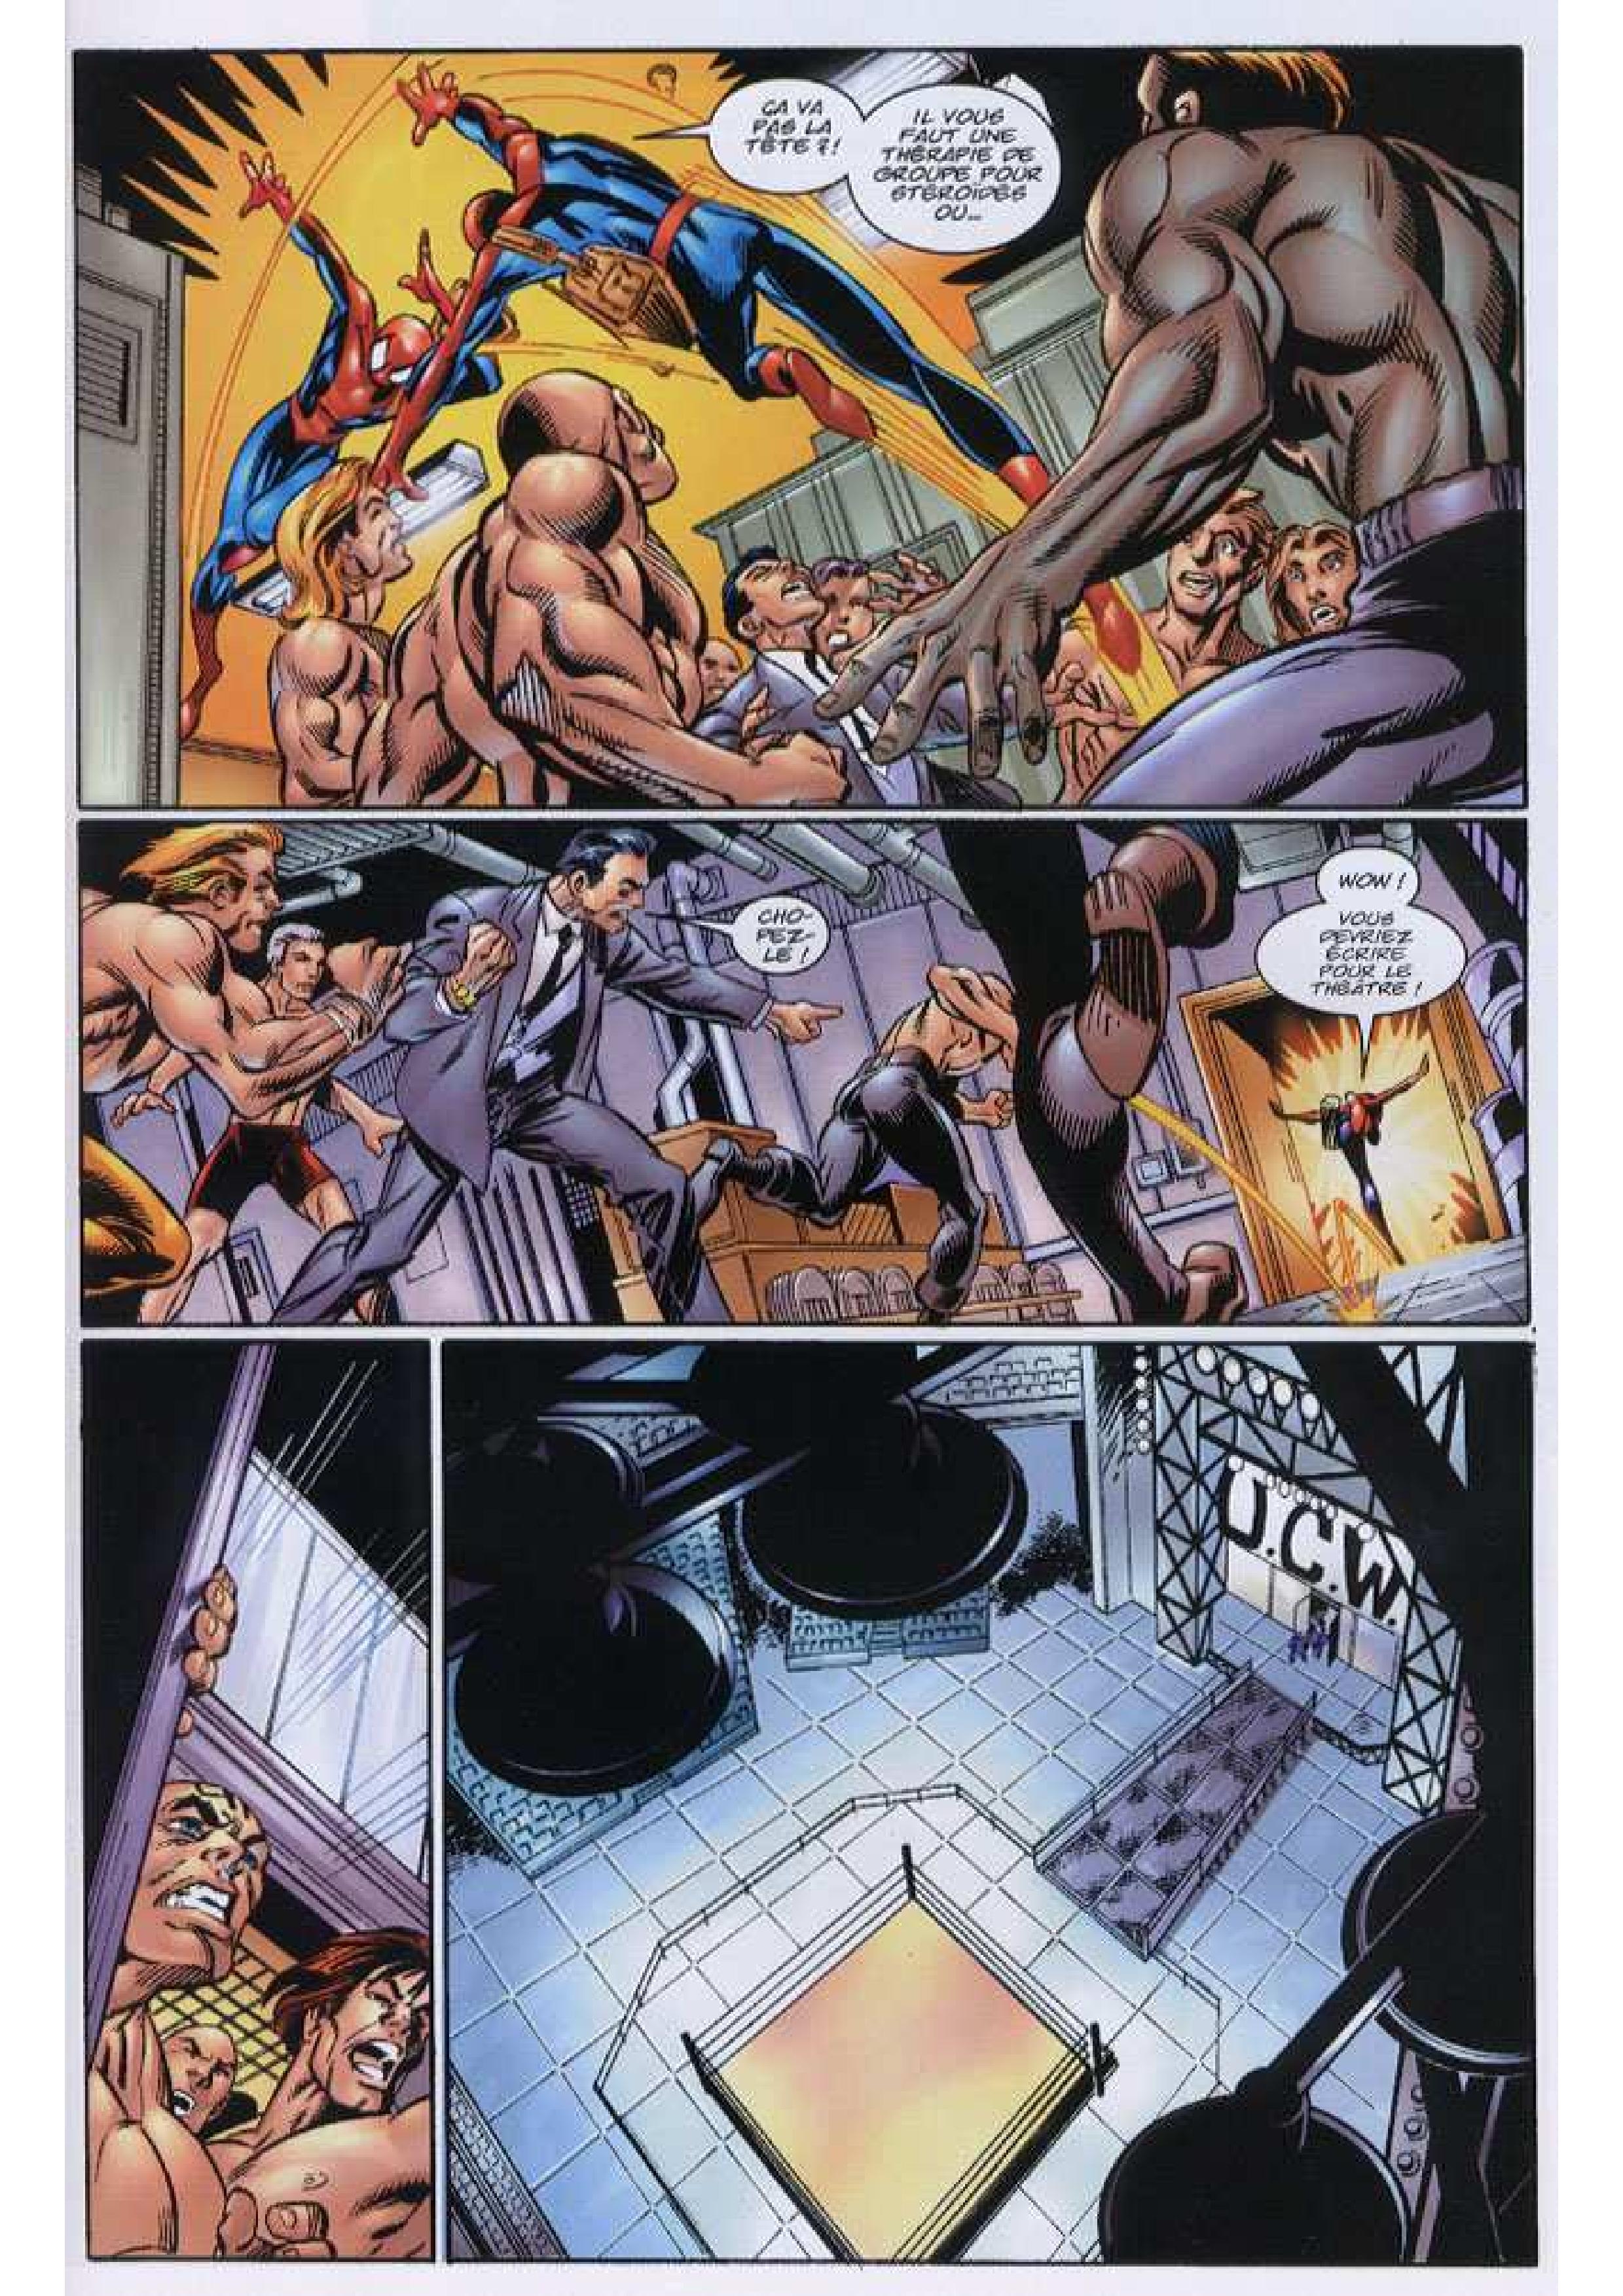 ÇA VA
PAS LA
TÊTE ?!
IL VOUS
FAUT UNE
THÉRAPIE DE
GROUPE POUR
STÉROÏDÉS
OU...
CHO-
PEZ-
LE !
WOW !
VOUS
DEVRIEZ
ÉCRIRE
POUR LE
THÉÂTRE !
U.C.W.